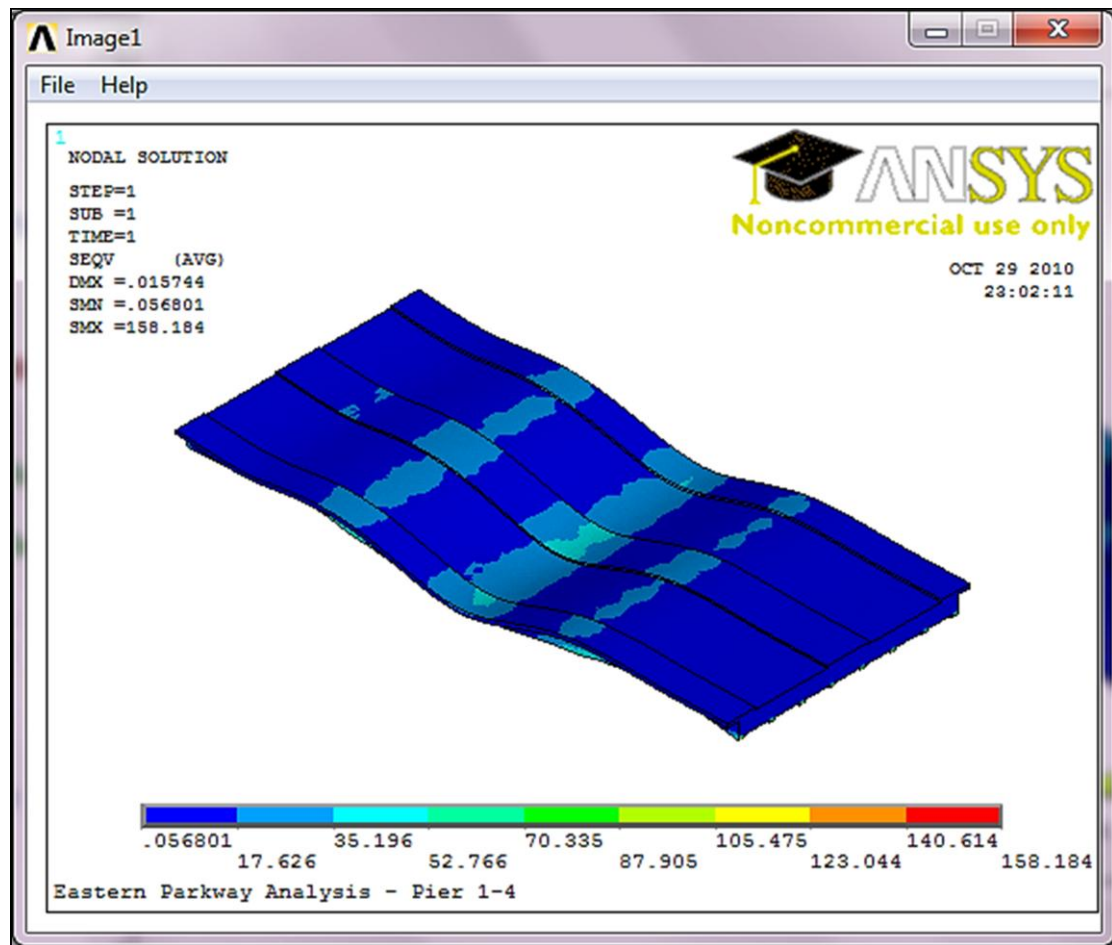 Image1
File Help
1
NODAL SOLUTION
STEP=1
SUB =1
TIME=1
SEQV (AVG)
DMX =.015744
SMN =.056801
SMX =158.184
ANSYS
Noncommercial use only
OCT 29 2010
23:02:11
.056801 35.196 70.335 105.475 140.614
17.626 52.766 87.905 123.044 158.184
Eastern Parkway Analysis - Pier 1-4